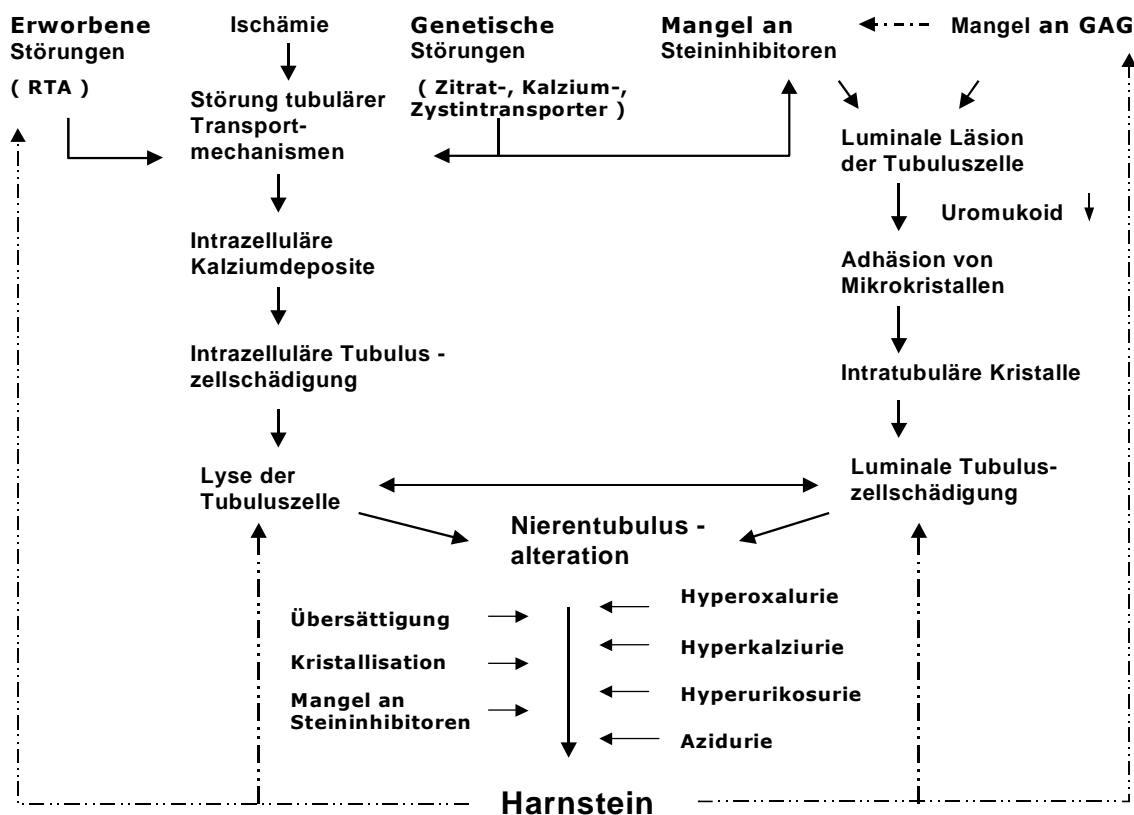 Erworbene
Störungen
( RTA )
Ischämie
Genetische
Störungen
( Zitrat-, Kalzium-,
Zystintransporter )
Mangel an
Steininhibitoren
Mangel an GAG
Störung tubulärer
Transport-
mechanismen
Luminale Läsion
der Tubuluszelle
Uromukoid
Intrazelluläre
Kalziumdeposite
Adhäsion von
Mikrokristallen
Intrazelluläre Tubulus -
zellschädigung
Intratubuläre Kristalle
Lyse der
Tubuluszelle
Luminale Tubulus-
zellschädigung
Nierentubulus -
alteration
Übersättigung
Kristallisation
Mangel an
Steininhibitoren
Hyperoxalurie
Hyperkalziurie
Hyperurikosurie
Azidurie
Harnstein